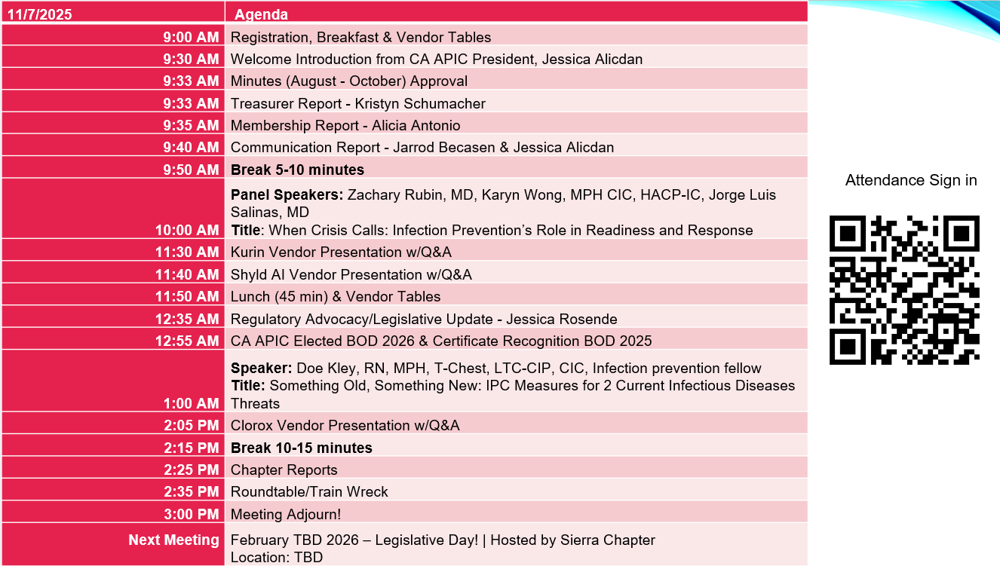 11/7/2025 Agenda
9:00 AM Registration, Breakfast & Vendor Tables
9:30 AM Welcome Introduction from CA APIC President, Jessica Alicdan
9:33 AM Minutes (August - October) Approval
9:33 AM Treasurer Report - Kristyn Schumacher
9:35 AM Membership Report - Alicia Antonio
9:40 AM Communication Report - Jarrod Becasen & Jessica Alicdan
9:50 AM Break 5-10 minutes
Panel Speakers: Zachary Rubin, MD, Karyn Wong, MPH CIC, HACP-IC, Jorge Luis
Salinas, MD
10:00 AM Title: When Crisis Calls: Infection Prevention’s Role in Readiness and Response
11:30 AM Kurin Vendor Presentation w/Q&A
11:40 AM Shyld AI Vendor Presentation w/Q&A
11:50 AM Lunch (45 min) & Vendor Tables
12:35 AM Regulatory Advocacy/Legislative Update - Jessica Rosende
12:55 AM CA APIC Elected BOD 2026 & Certificate Recognition BOD 2025
Speaker: Doe Kley, RN, MPH, T-Chest, LTC-CIP, CIC, Infection prevention fellow
Title: Something Old, Something New: IPC Measures for 2 Current Infectious Diseases
1:00 AM Threats
2:05 PM Clorox Vendor Presentation w/Q&A
2:15 PM Break 10-15 minutes
2:25 PM Chapter Reports
2:35 PM Roundtable/Train Wreck
3:00 PM Meeting Adjourn!
Next Meeting February TBD 2026 – Legislative Day! | Hosted by Sierra Chapter
Location: TBD
Attendance Sign in